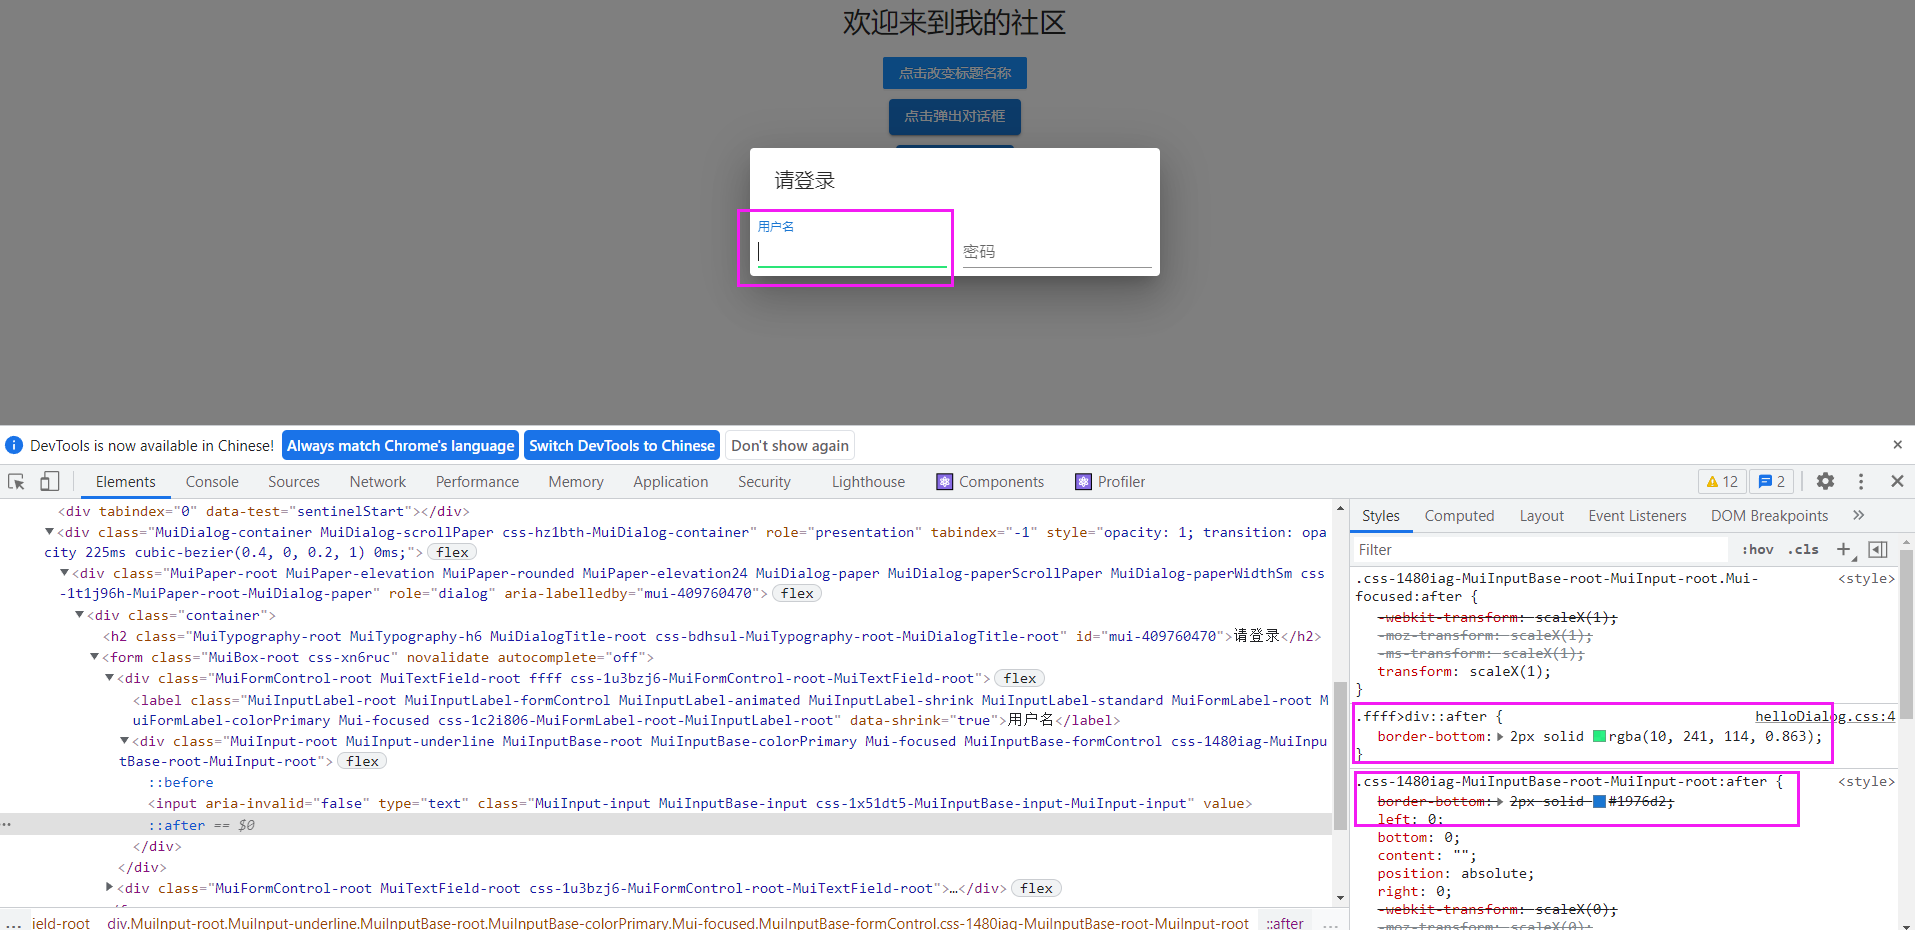 欢迎来到我的社区
点击改变标题名称
点击弹出对话框
请登录
用户名
密码
DevTools is now available in Chinese! Always match Chrome's language Switch DevTools to Chinese Don't show again
Elements Console Sources Network Performance Memory Application Security Lighthouse Components Profiler 12 2
<div tabindex="0" data-test="sentinelStart"></div>
<div class="MuiDialog-container MuiDialog-scrollPaper css-hz1bth-MuiDialog-container" role="presentation" tabindex="-1" style="opacity: 1; transition: opa
city 225ms cubic-bezier(0.4, 0, 0.2, 1) 0ms;"> flex
<div class="MuiPaper-root MuiPaper-elevation MuiPaper-rounded MuiPaper-elevation24 MuiDialog-paper MuiDialog-paperScrollPaper MuiDialog-paperWidthSm css
-1t1j96h-MuiPaper-root-MuiDialog-paper" role="dialog" aria-labelledby="mui-409760470"> flex
<div class="container">
<h2 class="MuiTypography-root MuiTypography-h6 MuiDialogTitle-root css-bdhsul-MuiTypography-root-MuiDialogTitle-root" id="mui-409760470">请登录</h2>
<form class="MuiBox-root css-xn6ruc" novalidate autocomplete="off">
<div class="MuiFormControl-root MuiTextField-root ffff css-1u3bzj6-MuiFormControl-root-MuiTextField-root"> flex
<label class="MuiInputLabel-root MuiInputLabel-formControl MuiInputLabel-animated MuiInputLabel-shrink MuiInputLabel-standard MuiFormLabel-root M
uiFormLabel-colorPrimary Mui-focused css-1c2i806-MuiFormLabel-root-MuiInputLabel-root" data-shrink="true">用户名</label>
<div class="MuiInput-root MuiInput-underline MuiInputBase-root MuiInputBase-colorPrimary Mui-focused MuiInputBase-formControl css-1480iag-MuiInpu
tBase-root-MuiInput-root"> flex
::before
<input aria-invalid="false" type="text" class="MuiInput-input MuiInputBase-input css-1x51dt5-MuiInputBase-input-MuiInput-input" value>
... ::after == $0
</div>
</div>
<div class="MuiFormControl-root MuiTextField-root css-1u3bzj6-MuiFormControl-root-MuiTextField-root">…</div> flex
... ield-root div.MuiInput-root.MuiInput-underline.MuiInputBase-root.MuiInputBase-colorPrimary.Mui-focused.MuiInputBase-formControl.css-1480iag-MuiInputBase-root-MuiInput-root ::after ...
Styles Computed Layout Event Listeners DOM Breakpoints »
Filter :hov .cls +
.css-1480iag-MuiInputBase-root-MuiInput-root.Mui- <style>
focused:after {
-webkit-transform: scaleX(1);
-moz-transform: scaleX(1);
-ms-transform: scaleX(1);
transform: scaleX(1);
}
.ffff>div::after { helloDialog.css:4
border-bottom: 2px solid rgba(10, 241, 114, 0.863);
}
.css-1480iag-MuiInputBase-root-MuiInput-root:after { <style>
border-bottom: 2px solid #1976d2;
left: 0;
bottom: 0;
content: "";
position: absolute;
right: 0;
-webkit-transform: scaleX(0);
-moz-transform: scaleX(0);